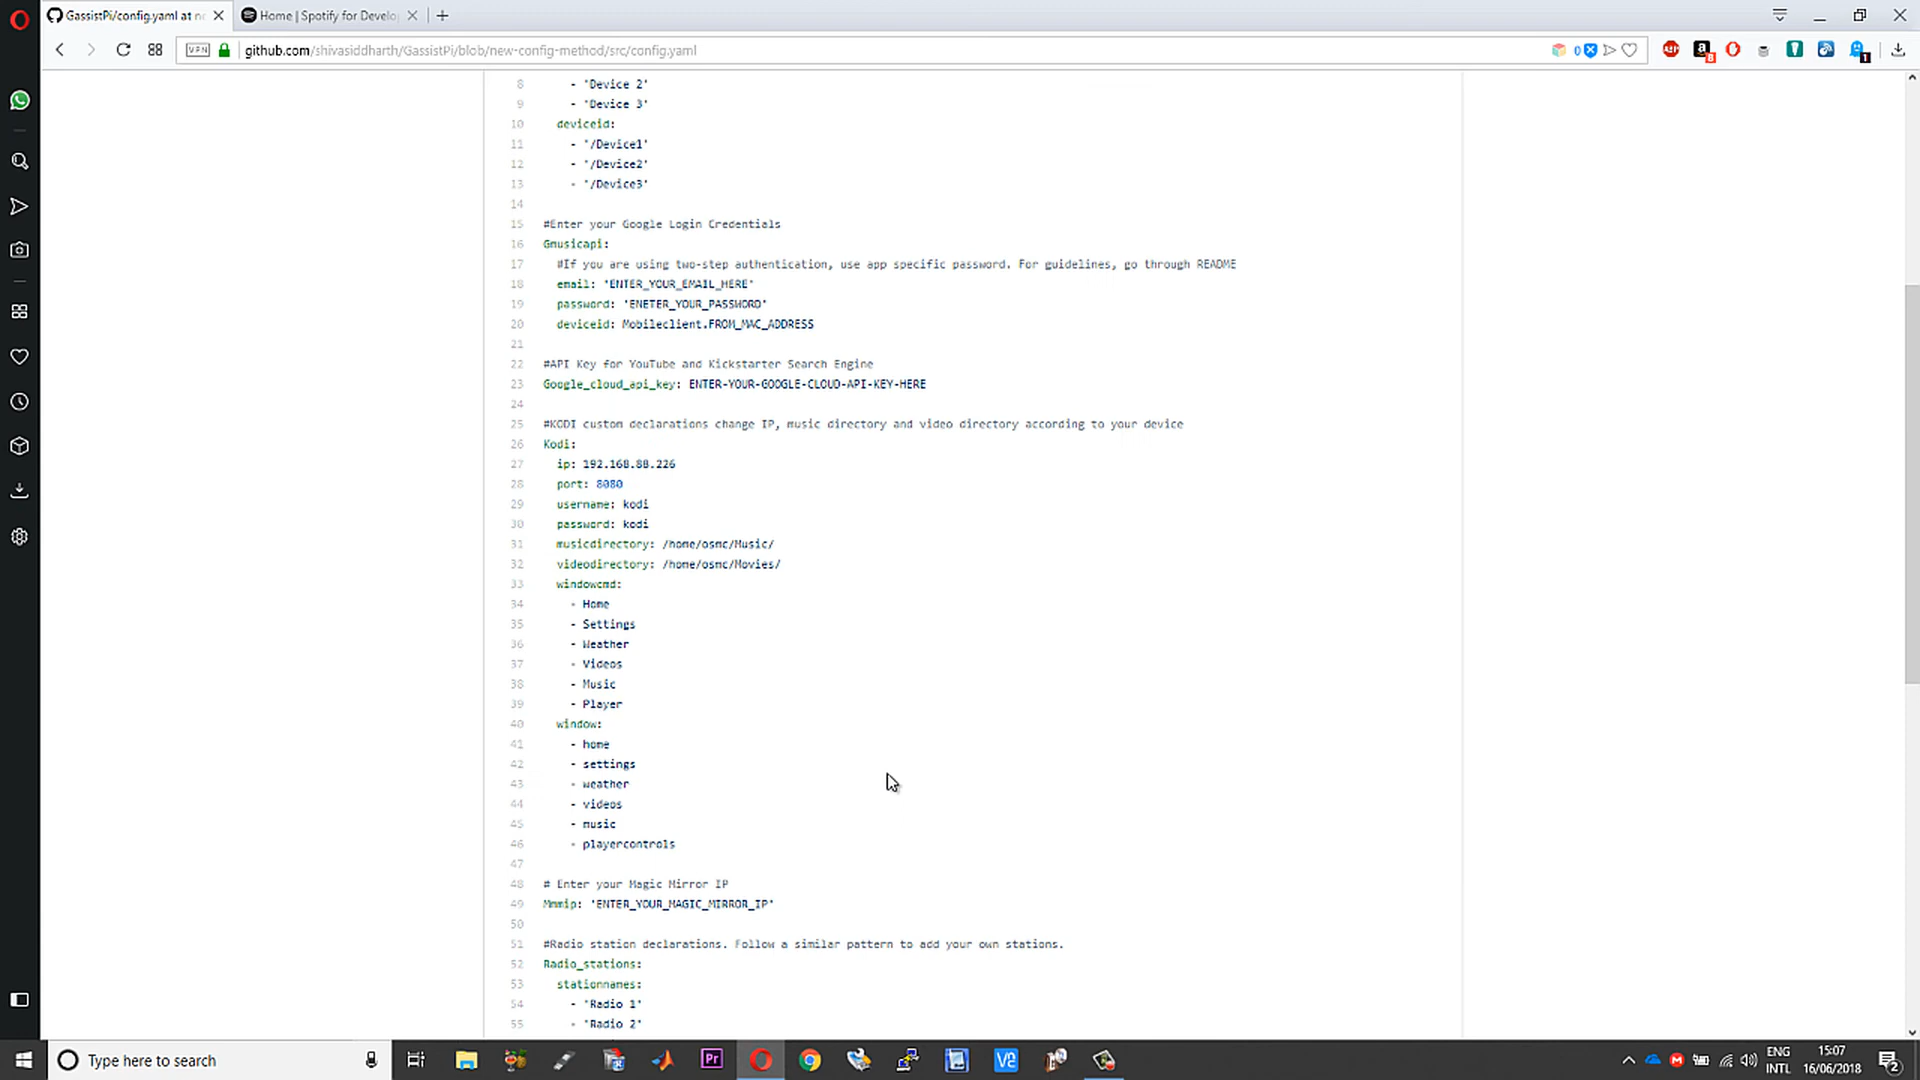 GassistPi/config.yaml at ne
Home | Spotify for Develo
VPN
github.com/shivasiddharth/GassistPi/blob/new-config-method/src/config.yaml
0
8
1
8 - 'Device 2'
9 - 'Device 3'
10 deviceid:
11 - '/Device1'
12 - '/Device2'
13 - '/Device3'
14
15 #Enter your Google Login Credentials
16 Gmusicapi:
17 #If you are using two-step authentication, use app specific password. For guidelines, go through README
18 email: 'ENTER_YOUR_EMAIL_HERE'
19 password: 'ENETER_YOUR_PASSWORD'
20 deviceid: Mobileclient.FROM_MAC_ADDRESS
21
22 #API Key for YouTube and Kickstarter Search Engine
23 Google_cloud_api_key: ENTER-YOUR-GOOGLE-CLOUD-API-KEY-HERE
24
25 #KODI custom declarations change IP, music directory and video directory according to your device
26 Kodi:
27 ip: 192.168.88.226
28 port: 8080
29 username: kodi
30 password: kodi
31 musicdirectory: /home/osmc/Music/
32 videodirectory: /home/osmc/Movies/
33 windowcmd:
34 - Home
35 - Settings
36 - Weather
37 - Videos
38 - Music
39 - Player
40 window:
41 - home
42 - settings
43 - weather
44 - videos
45 - music
46 - playercontrols
47
48 # Enter your Magic Mirror IP
49 Mmmip: 'ENTER_YOUR_MAGIC_MIRROR_IP'
50
51 #Radio station declarations. Follow a similar pattern to add your own stations.
52 Radio_stations:
53 stationnames:
54 - 'Radio 1'
55 - 'Radio 2'
Type here to search
Pr
ENG
INTL
15:07
16/06/2018
2